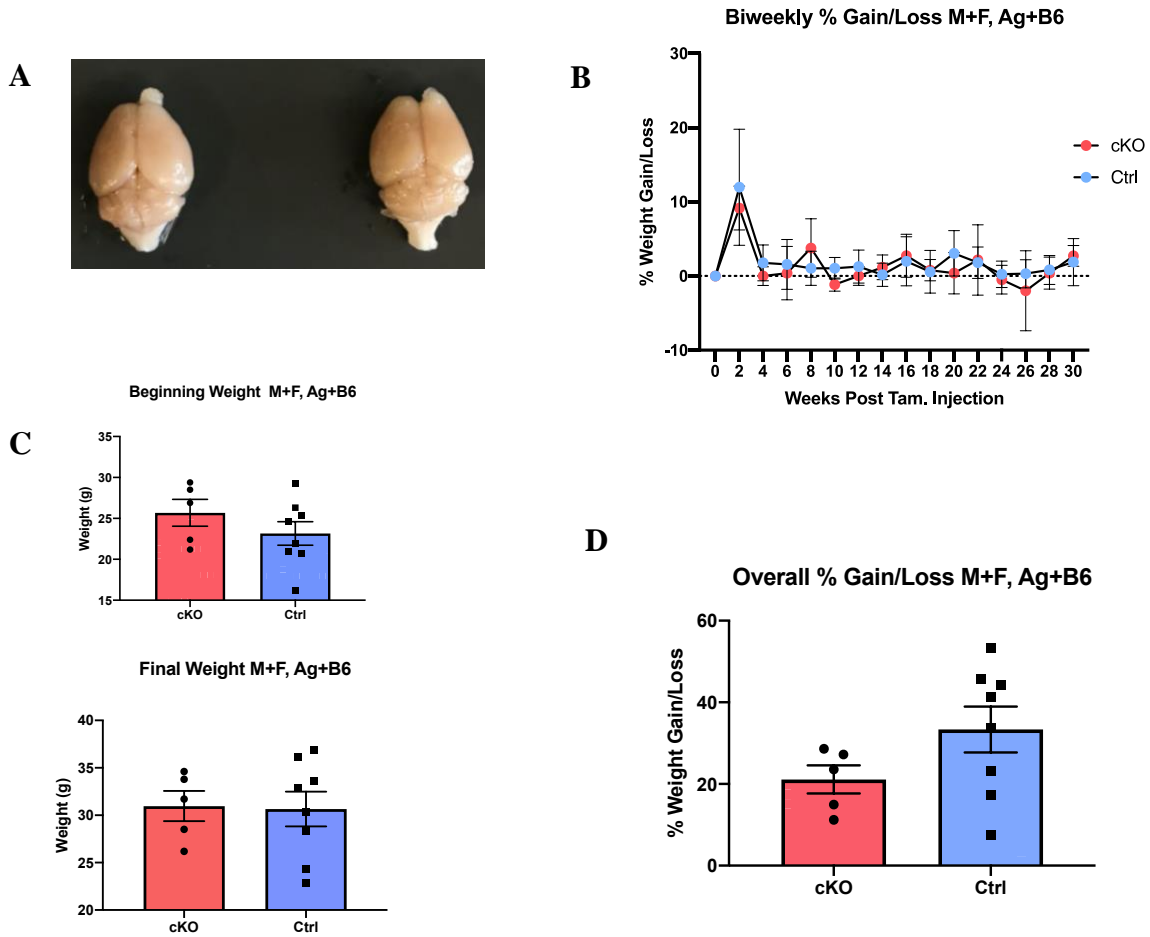 A
B
Biweekly % Gain/Loss M+F, Ag+B6
% Weight Gain/Loss
30
20
10
0
-10
0 2 4 6 8 10 12 14 16 18 20 22 24 26 28 30
Weeks Post Tam. Injection
cKO
Ctrl
C
Beginning Weight M+F, Ag+B6
Weight (g)
35
30
25
20
15
cKO Ctrl
Final Weight M+F, Ag+B6
Weight (g)
40
35
30
25
20
cKO Ctrl
D
Overall % Gain/Loss M+F, Ag+B6
% Weight Gain/Loss
60
40
20
0
cKO Ctrl